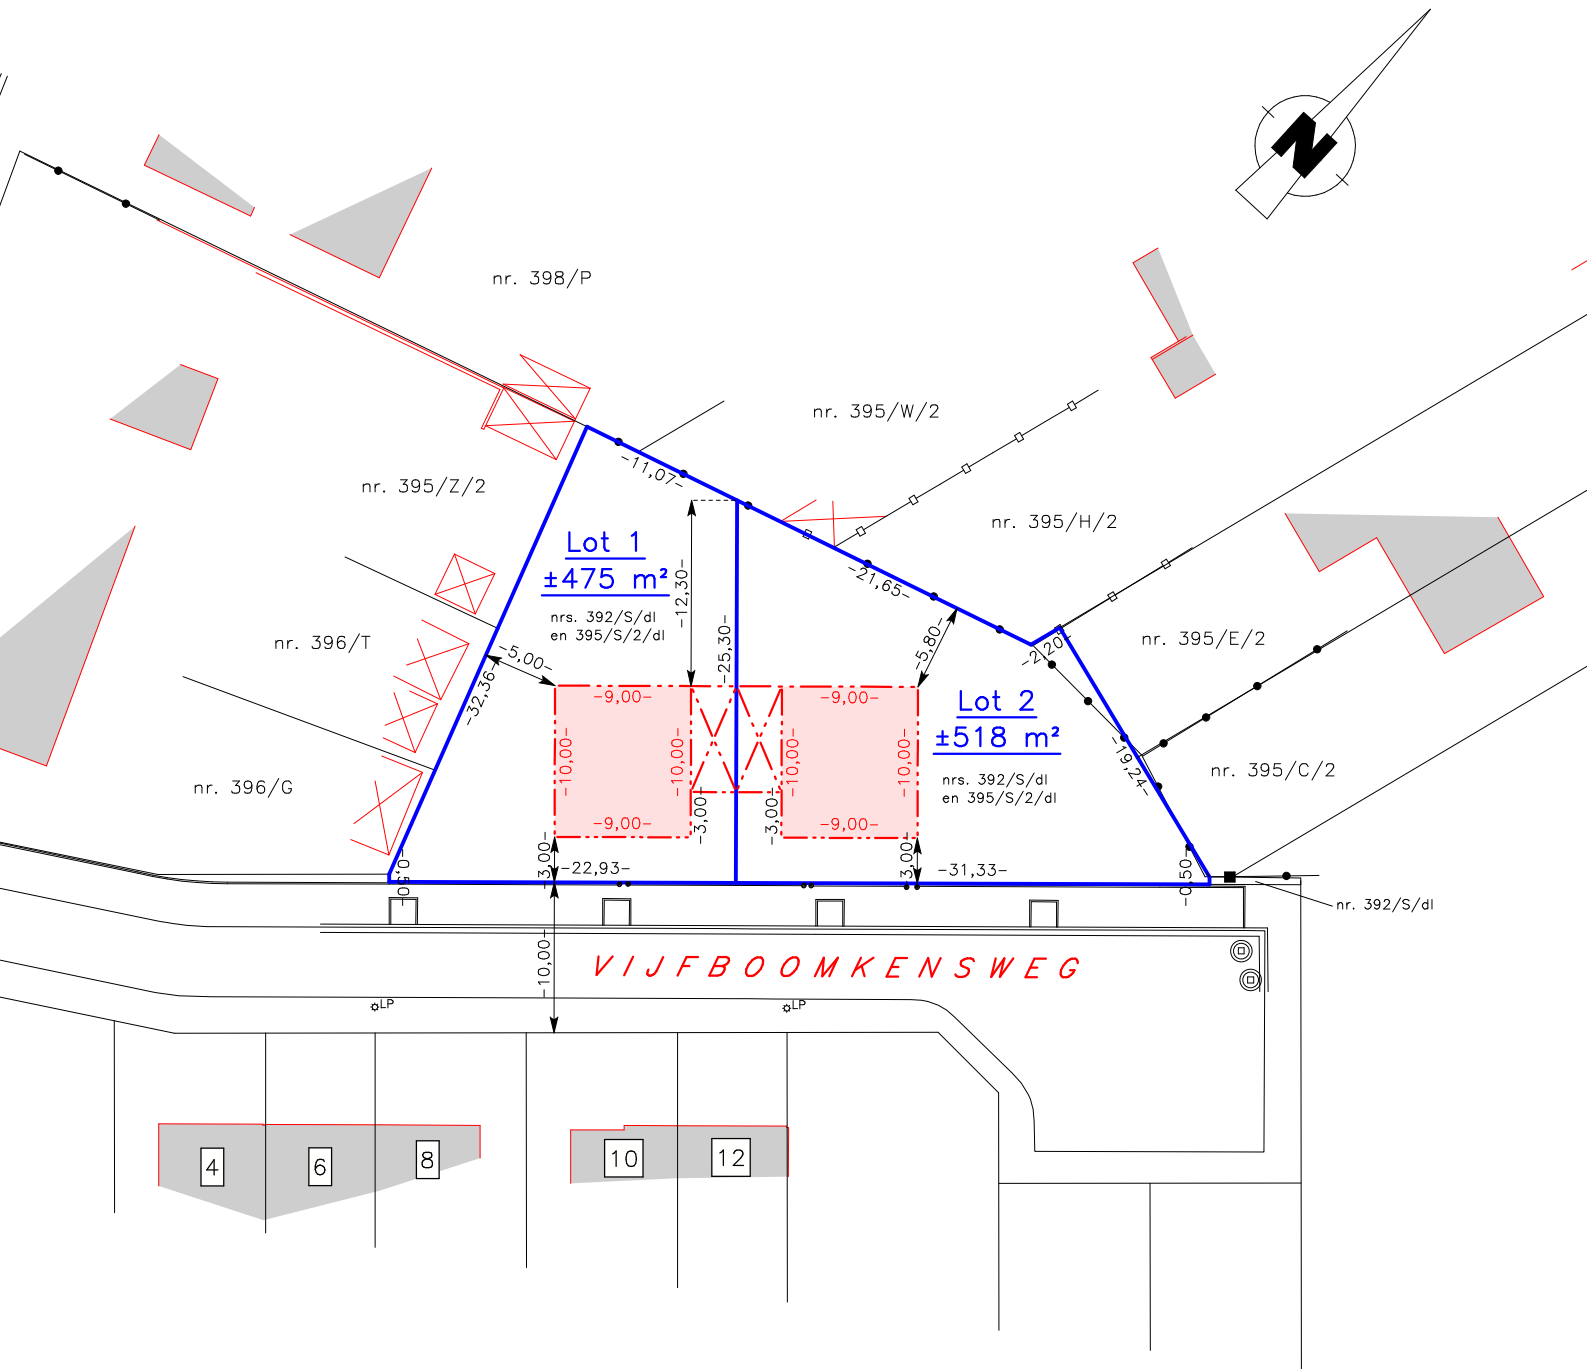 N
nr. 398/P
nr. 395/W/2
-11,07-
nr. 395/Z/2
nr. 395/H/2
Lot 1
±475 m²
nrs. 392/S/dl
en 395/S/2/dl
-12,30-
-25,30-
-21,65-
-5,80-
-2,20-
nr. 395/E/2
nr. 396/T
-5,00-
-32,36-
-9,00-
-9,00-
Lot 2
±518 m²
nrs. 392/S/dl
en 395/S/2/dl
-10,00-
-10,00-
-10,00-
-10,00-
-19,24-
nr. 395/C/2
nr. 396/G
-9,00-
-3,00-
-3,00-
-9,00-
-0,50-
-3,00-
-22,93-
-3,00-
-31,33-
-0,50-
nr. 392/S/dl
-10,00-
VIJFBOOMKENSWEG
LP
LP
4
6
8
10
12